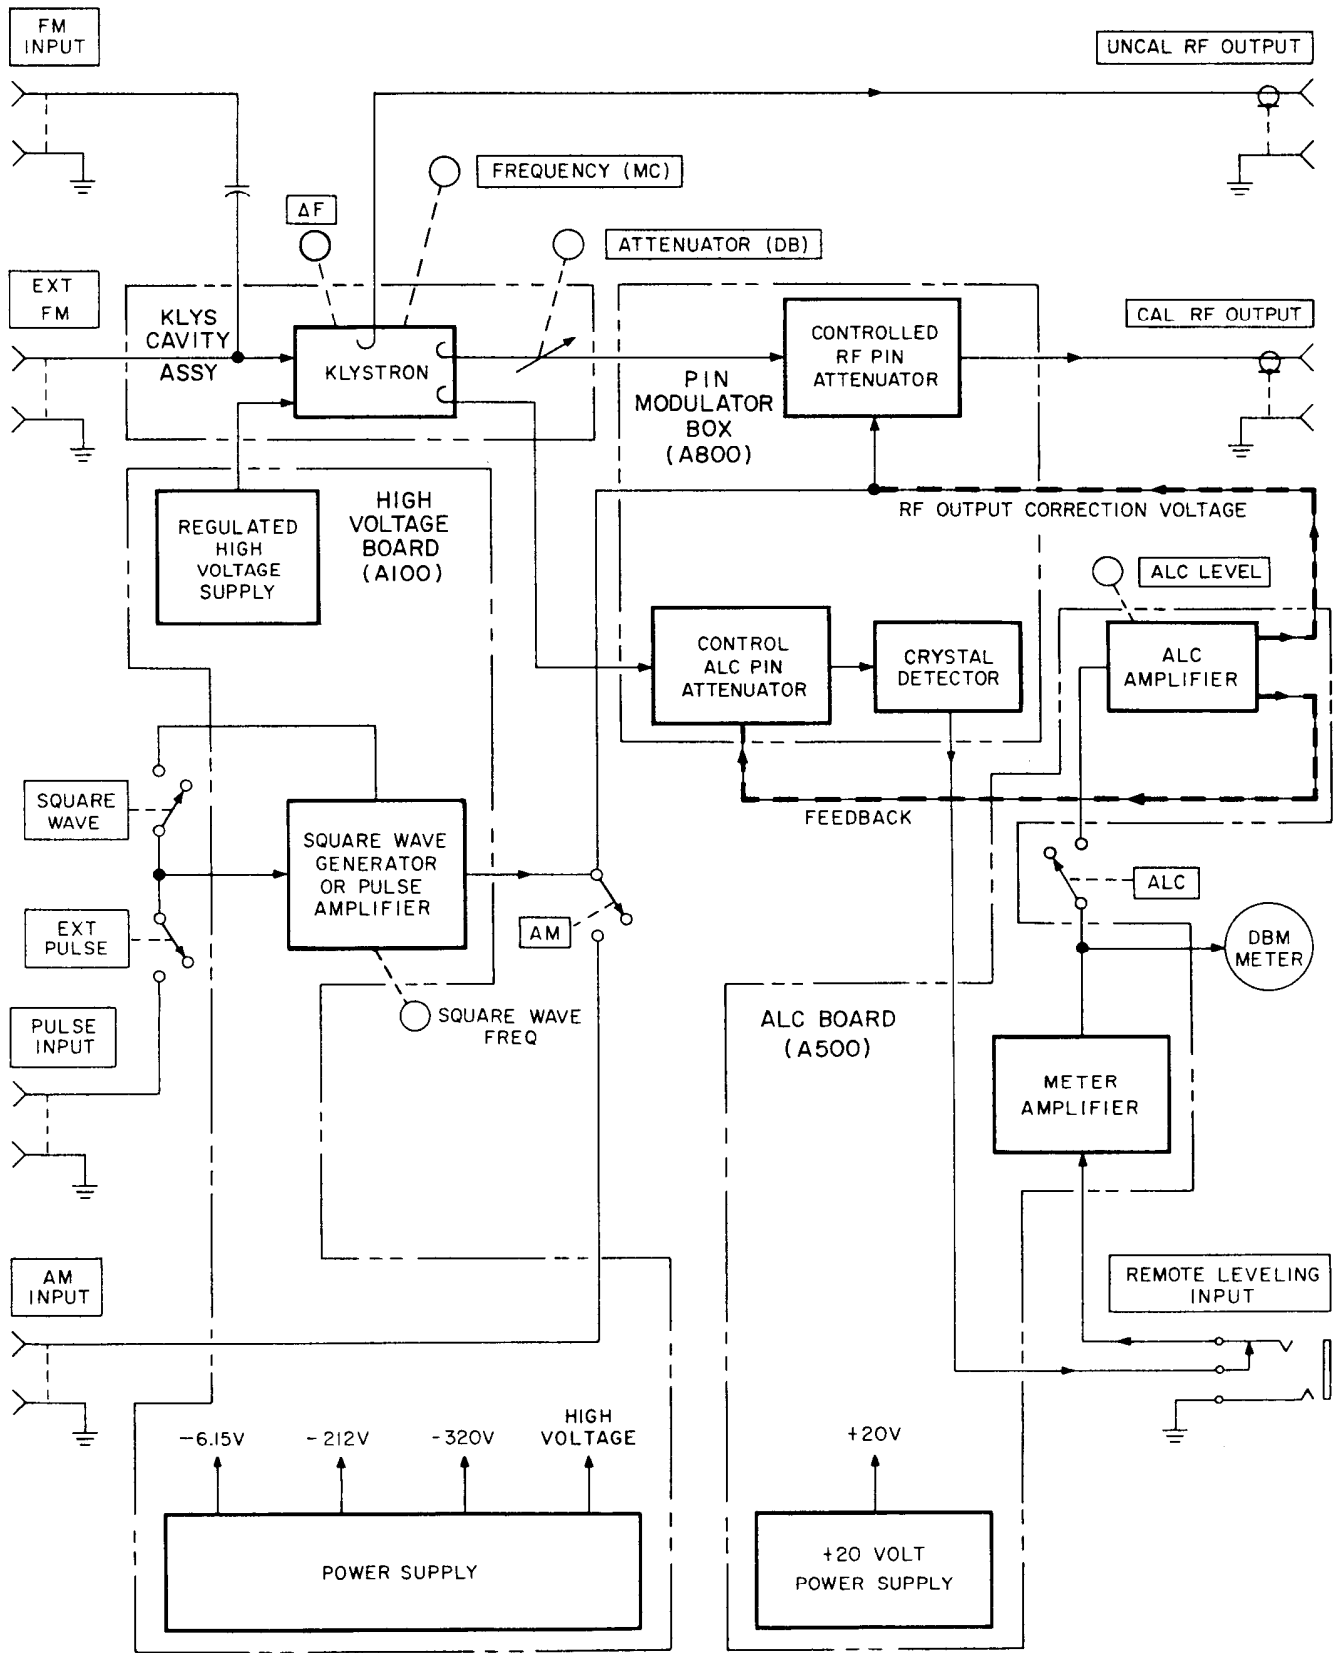 FM
INPUT
UNCAL RF OUTPUT
FREQUENCY (MC)
ΔF
ATTENUATOR (DB)
EXT
FM
KLYS
CAVITY
ASSY
KLYSTRON
CONTROLLED
RF PIN
ATTENUATOR
CAL RF OUTPUT
PIN
MODULATOR
BOX
(A800)
REGULATED
HIGH
VOLTAGE
SUPPLY
HIGH
VOLTAGE
BOARD
(A100)
RF OUTPUT CORRECTION VOLTAGE
ALC LEVEL
CONTROL
ALC PIN
ATTENUATOR
CRYSTAL
DETECTOR
ALC
AMPLIFIER
SQUARE
WAVE
FEEDBACK
SQUARE WAVE
GENERATOR
OR PULSE
AMPLIFIER
EXT
PULSE
AM
ALC
DBM
METER
PULSE
INPUT
SQUARE WAVE
FREQ
ALC BOARD
(A500)
METER
AMPLIFIER
AM
INPUT
REMOTE LEVELING
INPUT
-6.15V
-212V
-320V
HIGH
VOLTAGE
+20V
POWER SUPPLY
+20 VOLT
POWER SUPPLY